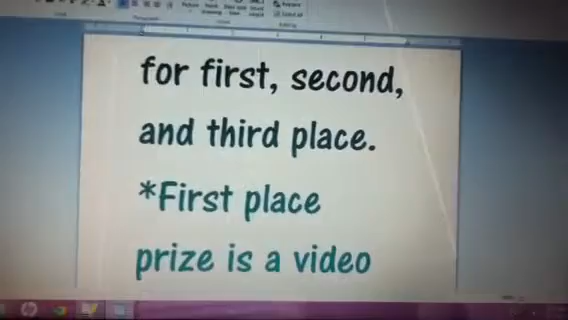 for first, second,
and third place.
*First place
prize is a video